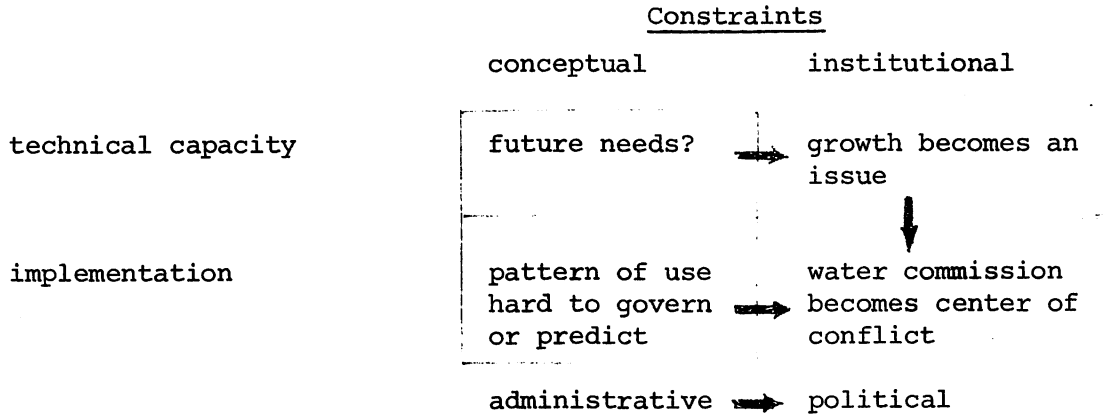 Constraints
conceptual institutional
technical capacity future needs? growth becomes an
issue
implementation pattern of use water commission
hard to govern becomes center of
or predict conflict
administrative political